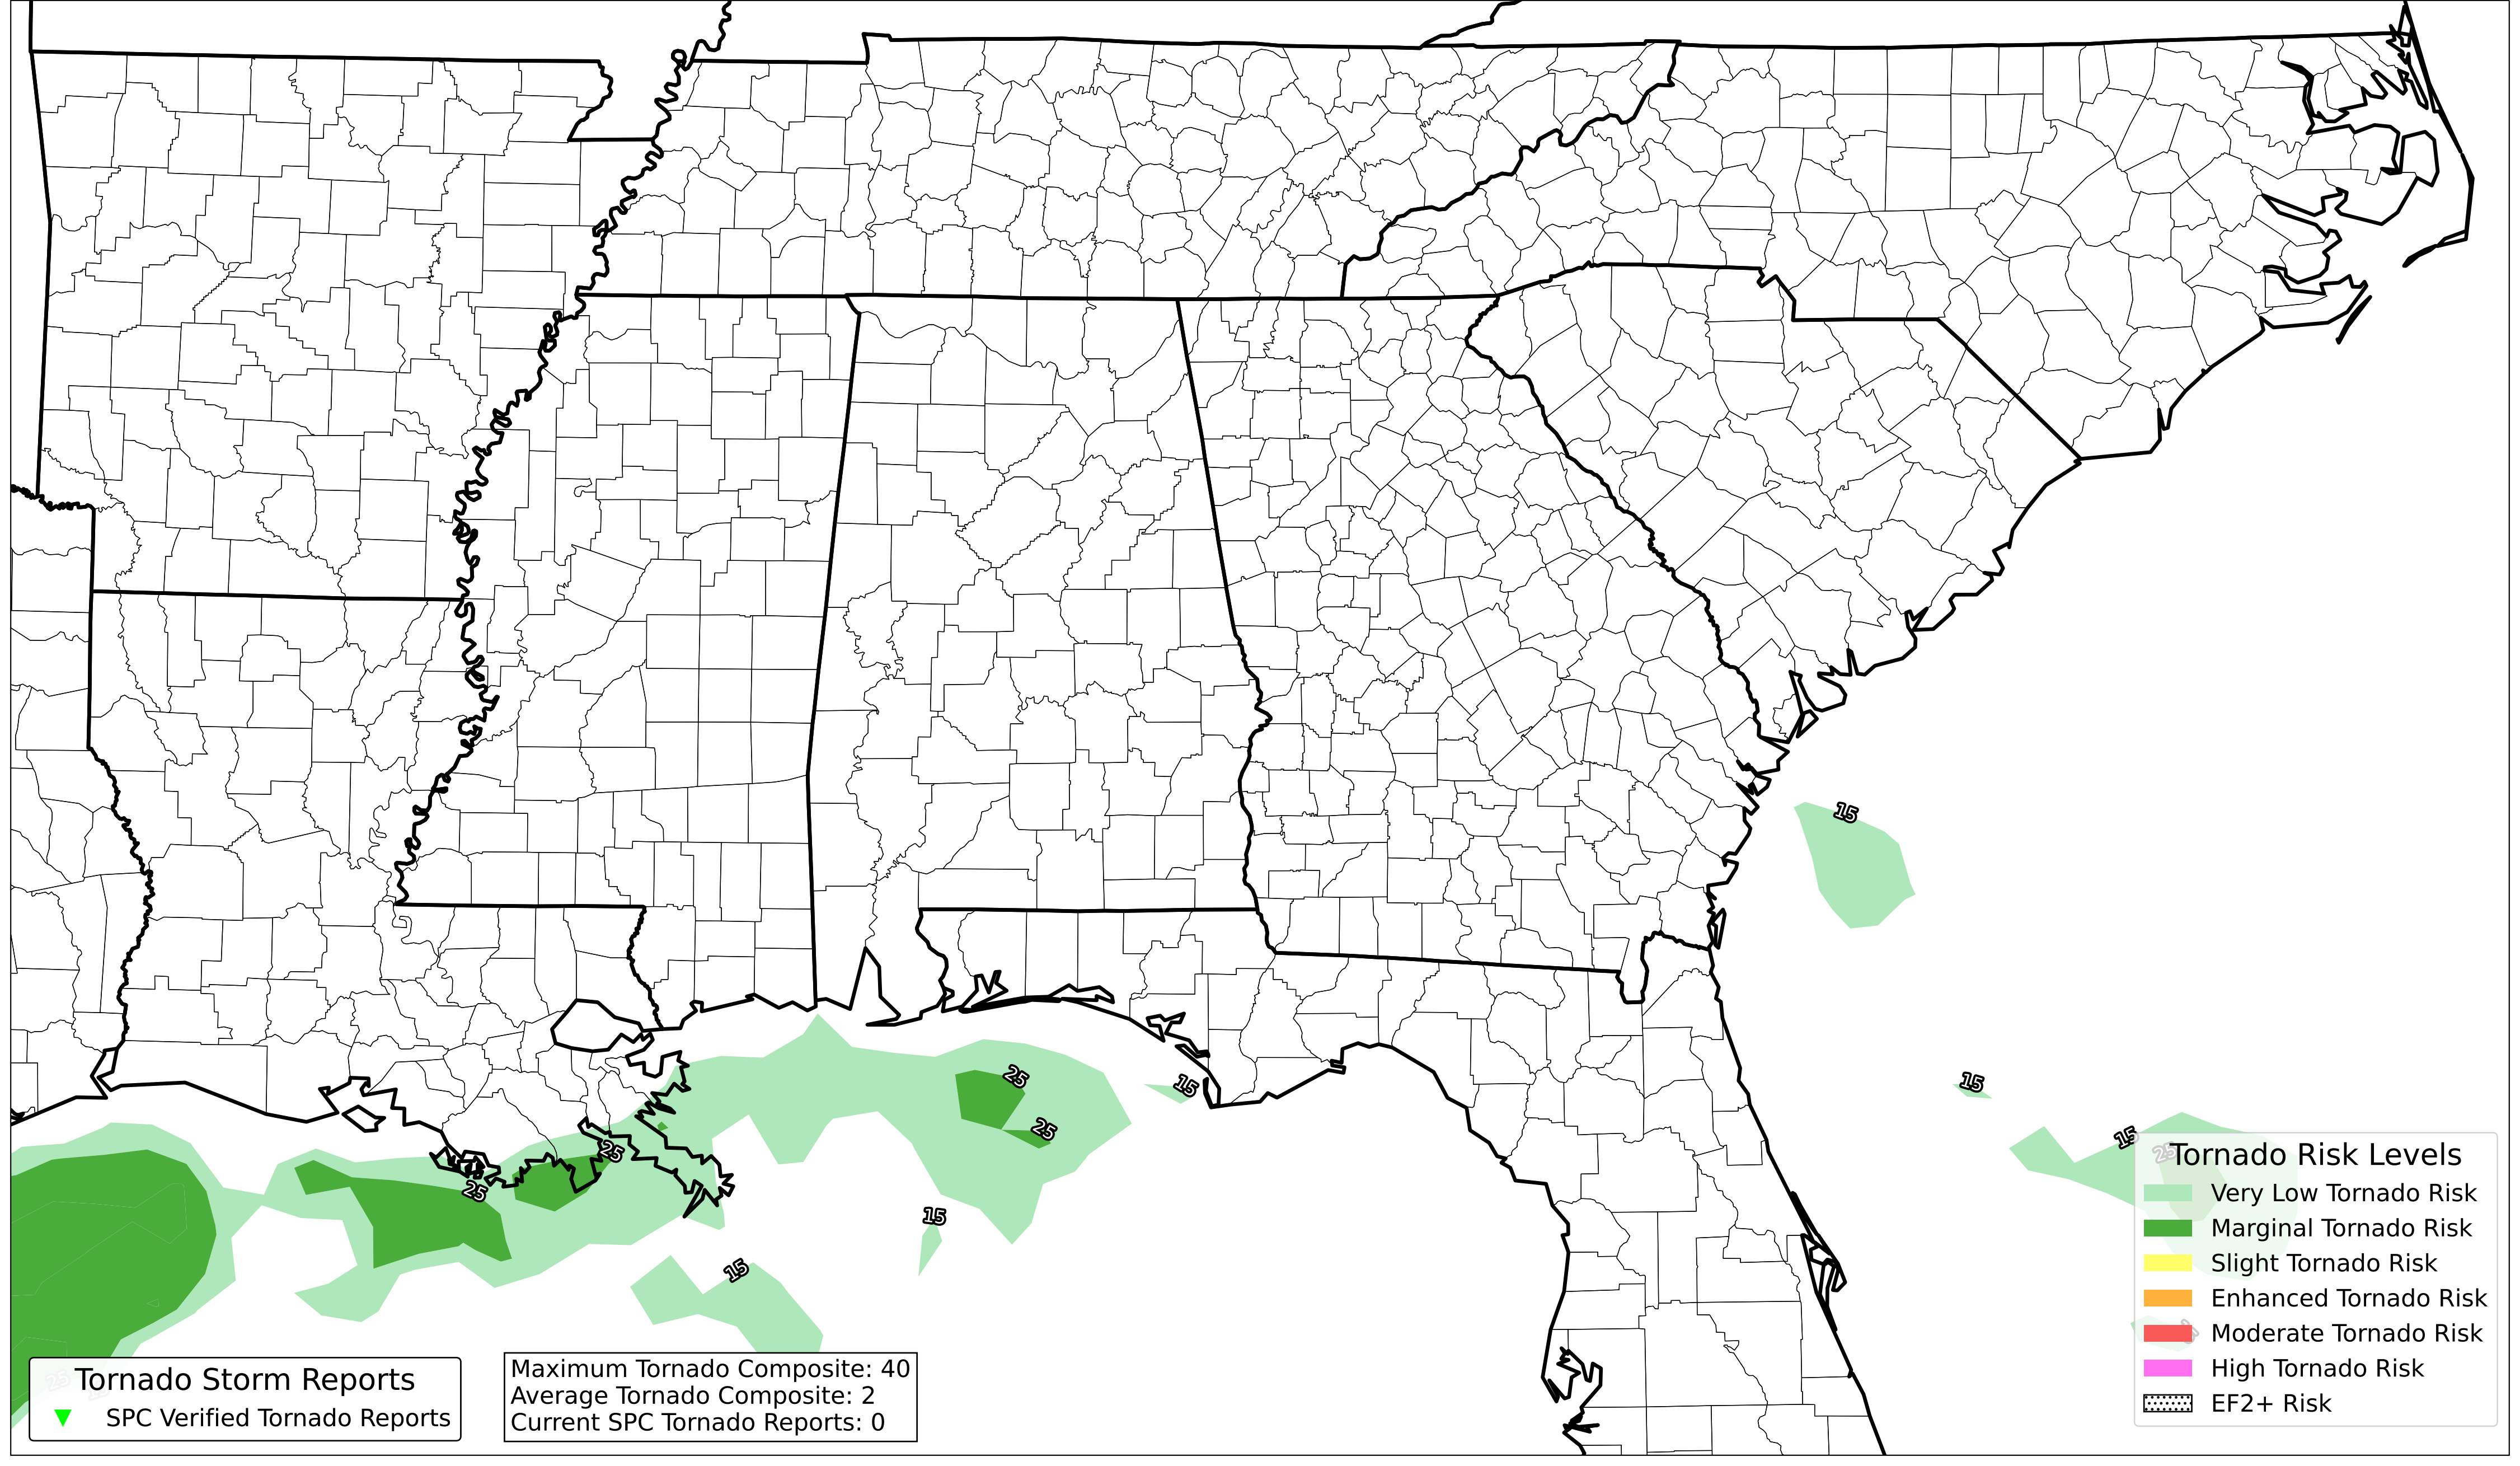 15
15
15
25
25
15
25
25
15
25
15
Tornado Risk Levels
Very Low Tornado Risk
Marginal Tornado Risk
Slight Tornado Risk
Enhanced Tornado Risk
Moderate Tornado Risk
High Tornado Risk
EF2+ Risk
15
Tornado Storm Reports
SPC Verified Tornado Reports
Maximum Tornado Composite: 40
Average Tornado Composite: 2
Current SPC Tornado Reports: 0